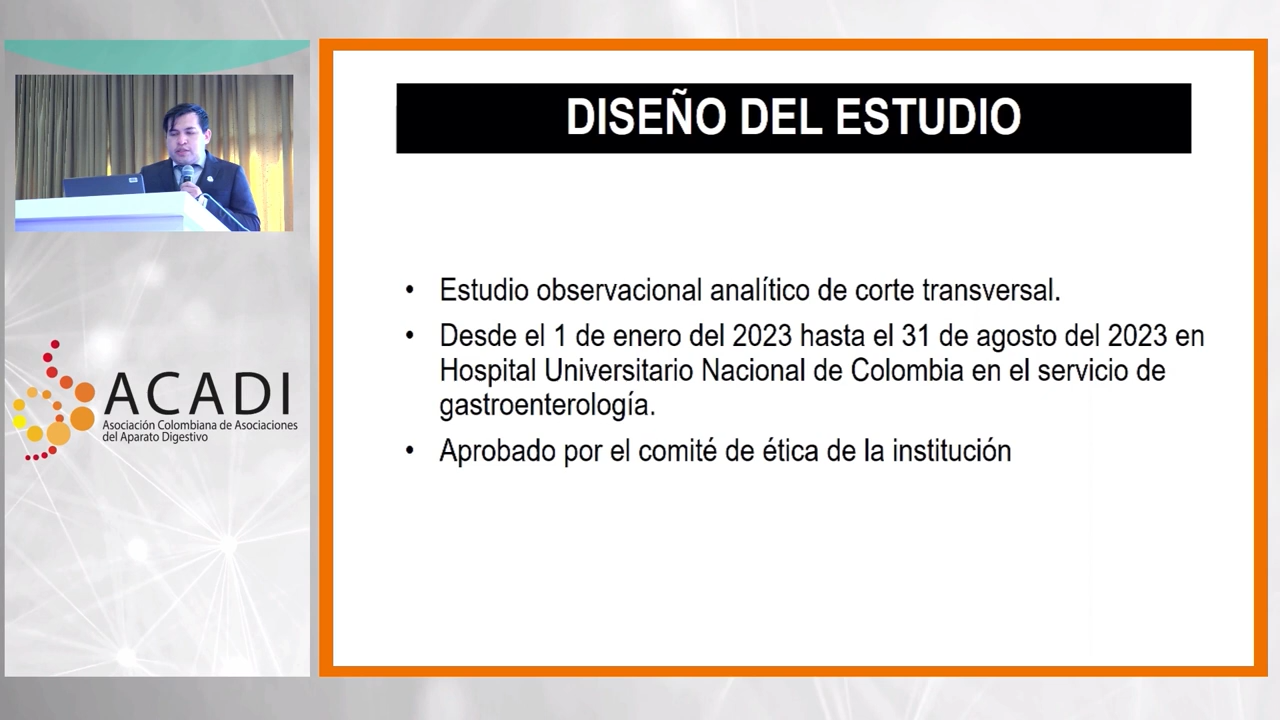 DISEÑO DEL ESTUDIO
• Estudio observacional analítico de corte transversal.
• Desde el 1 de enero del 2023 hasta el 31 de agosto del 2023 en
Hospital Universitario Nacional de Colombia en el servicio de
gastroenterología.
• Aprobado por el comité de ética de la institución
ACADI
Asociación Colombiana de Asociaciones
del Aparato Digestivo